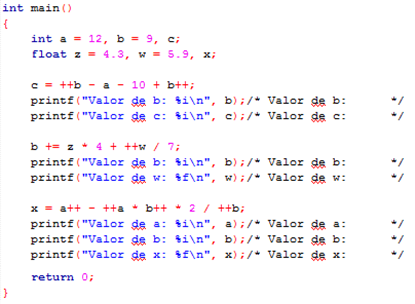 int main()
{
int a = 12, b = 9, c;
float z = 4.3, w = 5.9, x;
c = ++b - a - 10 + b++;
printf("Valor de b: %i\n", b);/* Valor de b: */
printf("Valor de c: %i\n", c);/* Valor de c: */
b += z * 4 + ++w / 7;
printf("Valor de b: %i\n", b);/* Valor de b: */
printf("Valor de w: %f\n", w);/* Valor de w: */
x = a++ - ++a * b++ * 2 / ++b;
printf("Valor de a: %i\n", a);/* Valor de a: */
printf("Valor de b: %i\n", b);/* Valor de b: */
printf("Valor de x: %f\n", x);/* Valor de x: */
return 0;
}